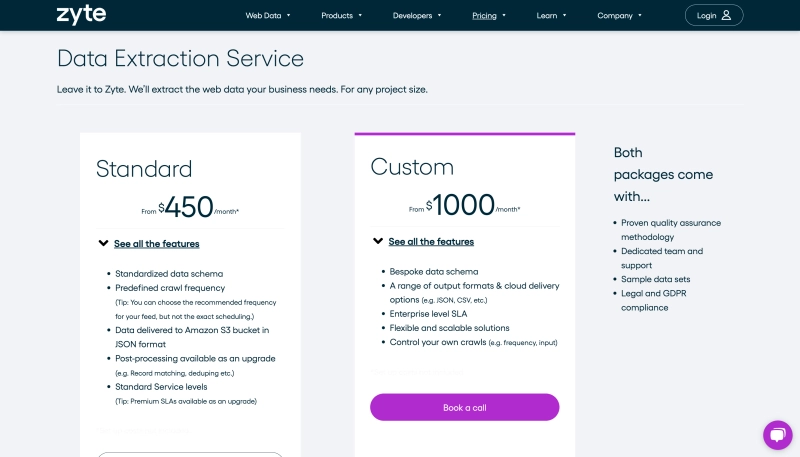 zyte
Web Data
Products
Developers
Pricing
Learn
Company
Login
Data Extraction Service
Leave it to Zyte. We'll extract the web data your business needs. For any project size.
Standard
From $450/month*
See all the features
• Standardized data schema
• Predefined crawl frequency
(Tip: You can choose the recommended frequency
for your feed, but not the exact scheduling.)
• Data delivered to Amazon S3 bucket in
JSON format
• Post-processing available as an upgrade
(e.g. Record matching, deduping etc.)
• Standard Service levels
(Tip: Premium SLAs available as an upgrade)
Custom
From $1000/month*
See all the features
• Bespoke data schema
• A range of output formats & cloud delivery
options (e.g. JSON, CSV, etc.)
• Enterprise level SLA
• Flexible and scalable solutions
• Control your own crawls (e.g. frequency, input)
Book a call
Both
packages come
with...
• Proven quality assurance
methodology
• Dedicated team and
support
• Sample data sets
• Legal and GDPR
compliance